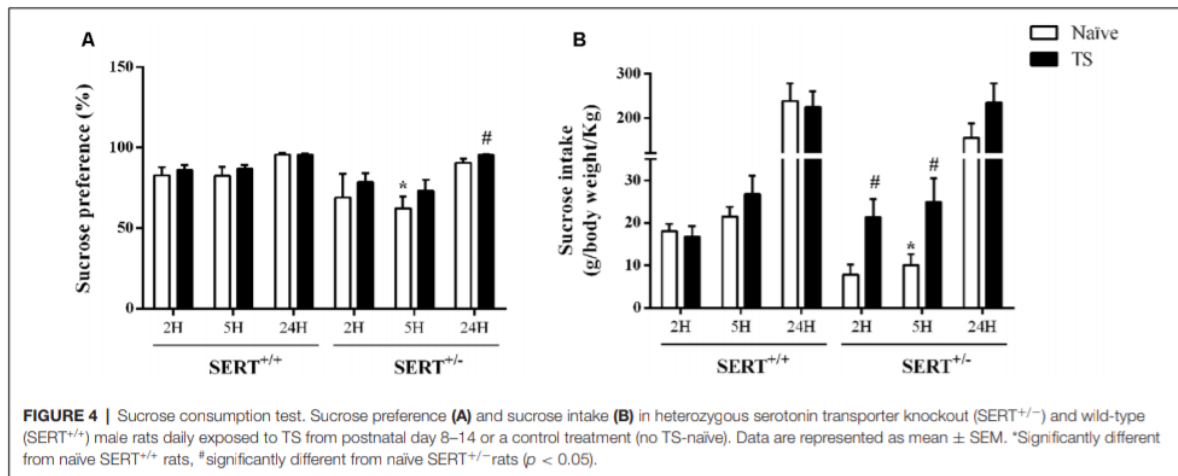 A
B
Naïve
TS
Sucrose preference (%)
150
100
50
0
#
*
2H 5H 24H 2H 5H 24H
SERT+/+ SERT+/-
Sucrose intake
(g/body weight/Kg)
300
200
30
20
10
0
# #
*
2H 5H 24H 2H 5H 24H
SERT+/+ SERT+/-
FIGURE 4 | Sucrose consumption test. Sucrose preference (A) and sucrose intake (B) in heterozygous serotonin transporter knockout (SERT+/−) and wild-type
(SERT+/+) male rats daily exposed to TS from postnatal day 8–14 or a control treatment (no TS-naïve). Data are represented as mean ± SEM. *Significantly different
from naïve SERT+/+ rats, #significantly different from naïve SERT+/−rats (p < 0.05).